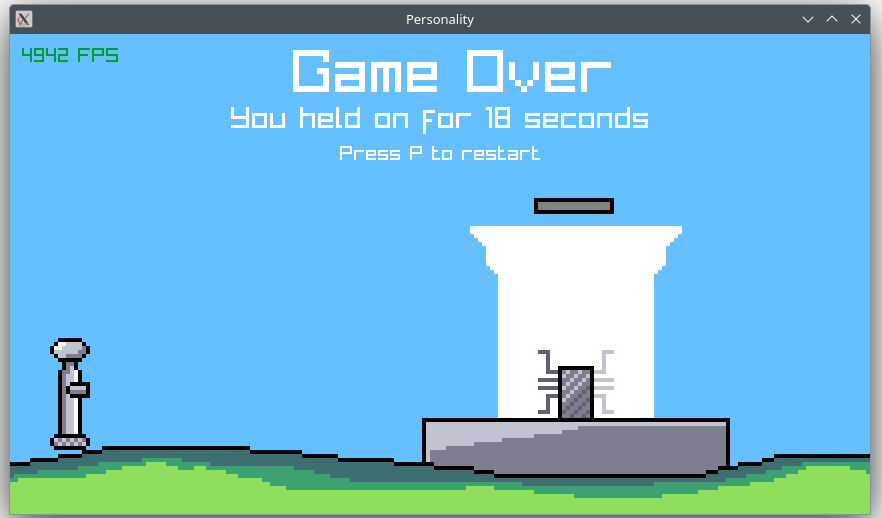 Personality
4942 FPS
Game Over
You held on for 18 seconds
Press P to restart